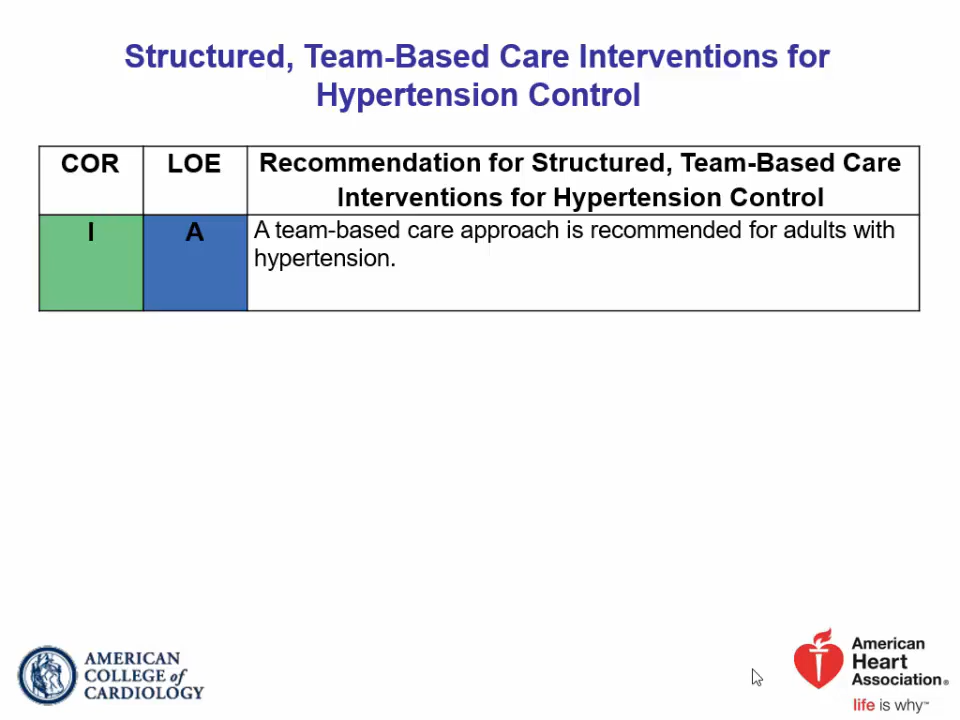 Structured, Team-Based Care Interventions for
Hypertension Control
COR
LOE
Recommendation for Structured, Team-Based Care
Interventions for Hypertension Control
I
A
A team-based care approach is recommended for adults with
hypertension.
AMERICAN
COLLEGE of
CARDIOLOGY
American
Heart
Association®
life is why™